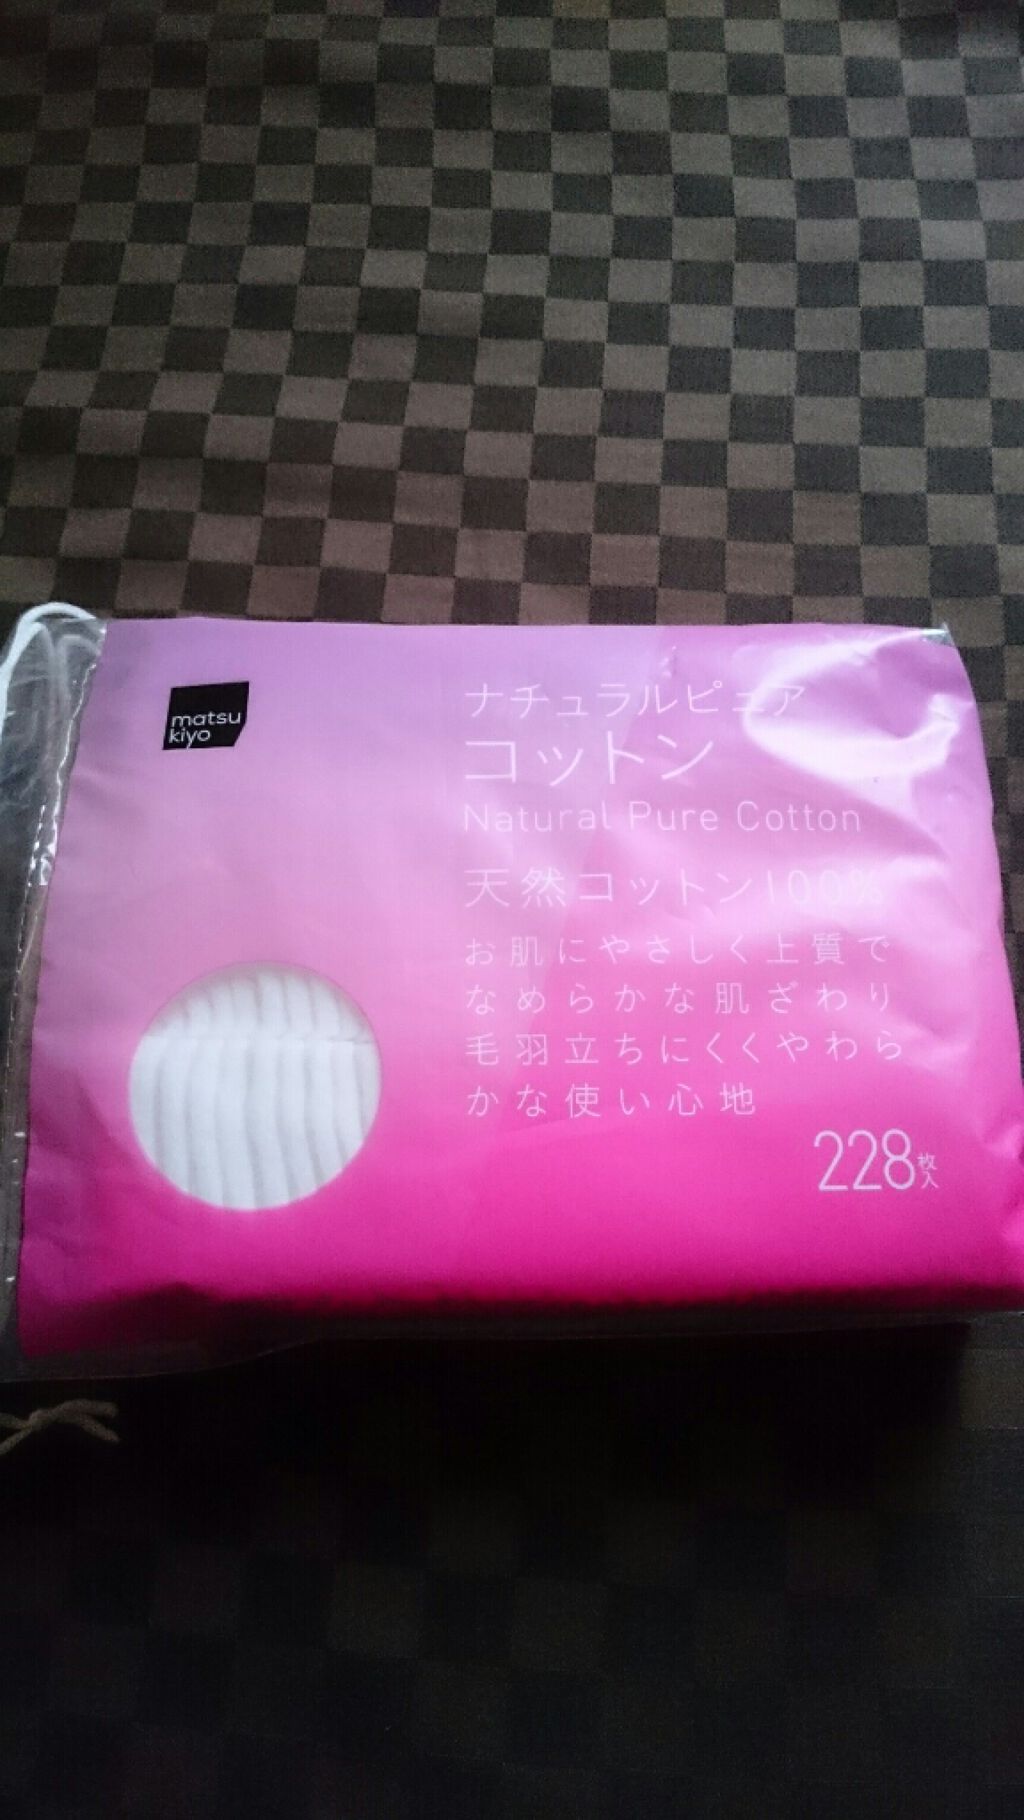 matsu
kiyo
ナチュラルピュア
コットン
Natural Pure Cotton
天然コットン100%
お肌にやさしく上質で
なめらかな肌ざわり
毛羽立ちにくくやわら
かな使い心地
228枚入